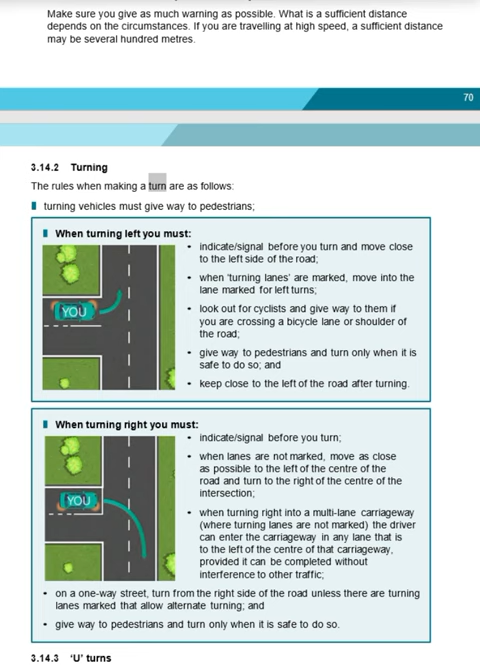 Make sure you give as much warning as possible. What is a sufficient distance
depends on the circumstances. If you are travelling at high speed, a sufficient distance
may be several hundred metres.
70
3.14.2 Turning
The rules when making a turn are as follows:
turning vehicles must give way to pedestrians;
When turning left you must:
• indicate/signal before you turn and move close
to the left side of the road;
• when 'turning lanes' are marked, move into the
lane marked for left turns;
• look out for cyclists and give way to them if
you are crossing a bicycle lane or shoulder of
the road;
• give way to pedestrians and turn only when it is
safe to do so; and
• keep close to the left of the road after turning.
YOU
When turning right you must:
• indicate/signal before you turn;
• when lanes are not marked, move as close
as possible to the left of the centre of the
road and turn to the right of the centre of the
intersection;
• when turning right into a multi-lane carriageway
(where turning lanes are not marked) the driver
can enter the carriageway in any lane that is
to the left of the centre of that carriageway,
provided it can be completed without
interference to other traffic;
YOU
• on a one-way street, turn from the right side of the road unless there are turning
lanes marked that allow alternate turning; and
• give way to pedestrians and turn only when it is safe to do so.
3.14.3 'U' turns